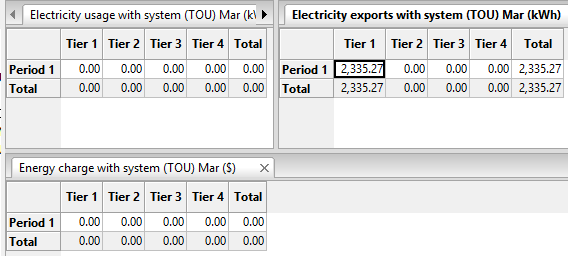 Electricity usage with system (TOU) Mar (kV
Tier 1 Tier 2 Tier 3 Tier 4 Total
Period 1 0.00 0.00 0.00 0.00 0.00
Total 0.00 0.00 0.00 0.00 0.00
Electricity exports with system (TOU) Mar (kWh)
Tier 1 Tier 2 Tier 3 Tier 4 Total
Period 1 2,335.27 0.00 0.00 0.00 2,335.27
Total 2,335.27 0.00 0.00 0.00 2,335.27
Energy charge with system (TOU) Mar ($)
Tier 1 Tier 2 Tier 3 Tier 4 Total
Period 1 0.00 0.00 0.00 0.00 0.00
Total 0.00 0.00 0.00 0.00 0.00